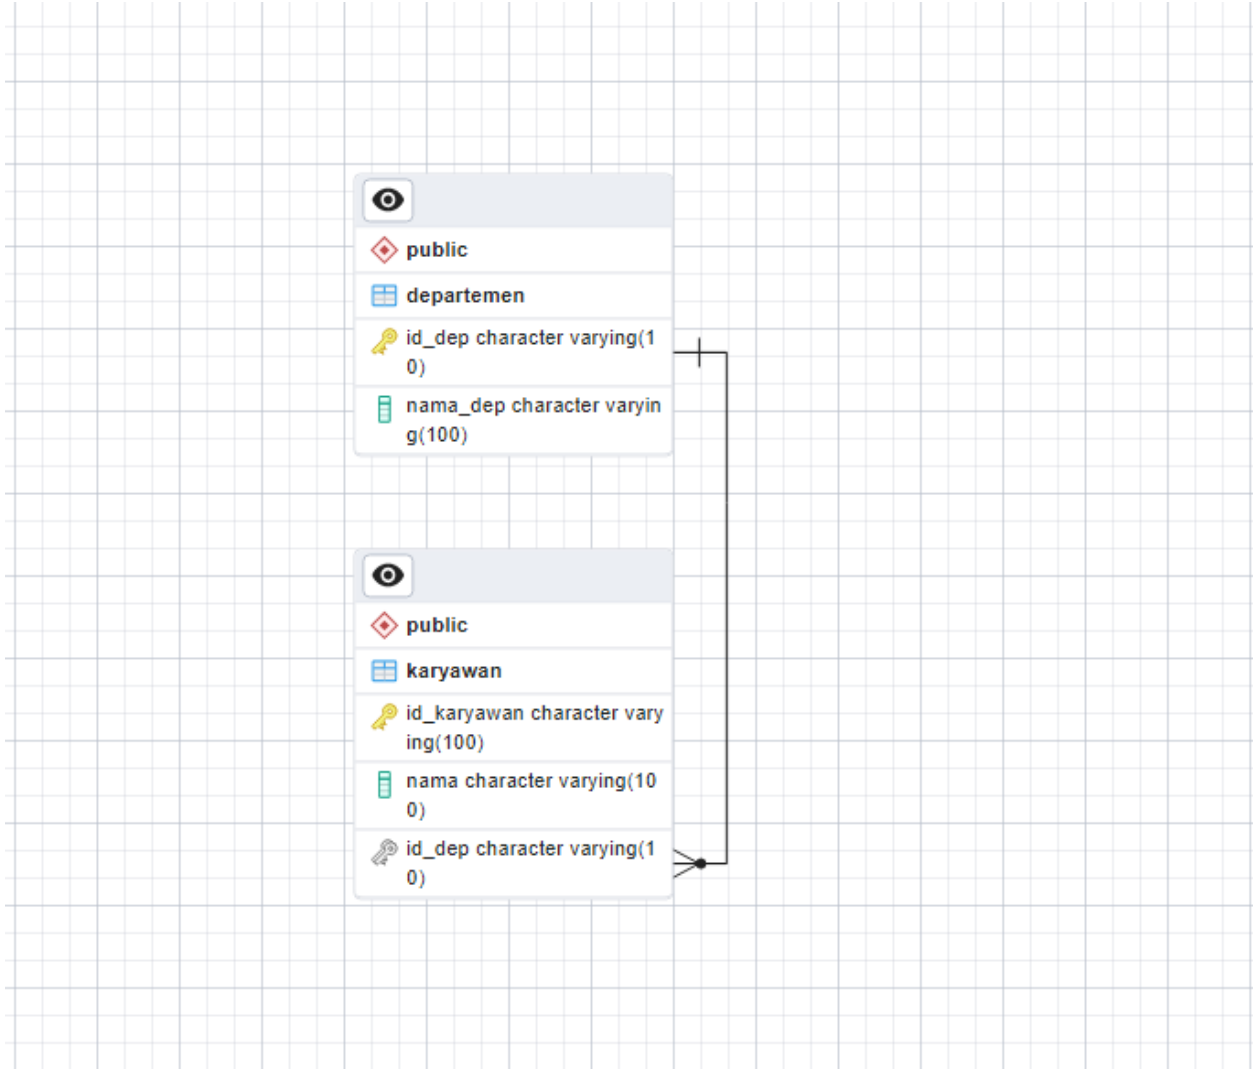 public
departemen
id_dep character varying(1
0)
nama_dep character varyin
g(100)
public
karyawan
id_karyawan character vary
ing(100)
nama character varying(10
0)
id_dep character varying(1
0)